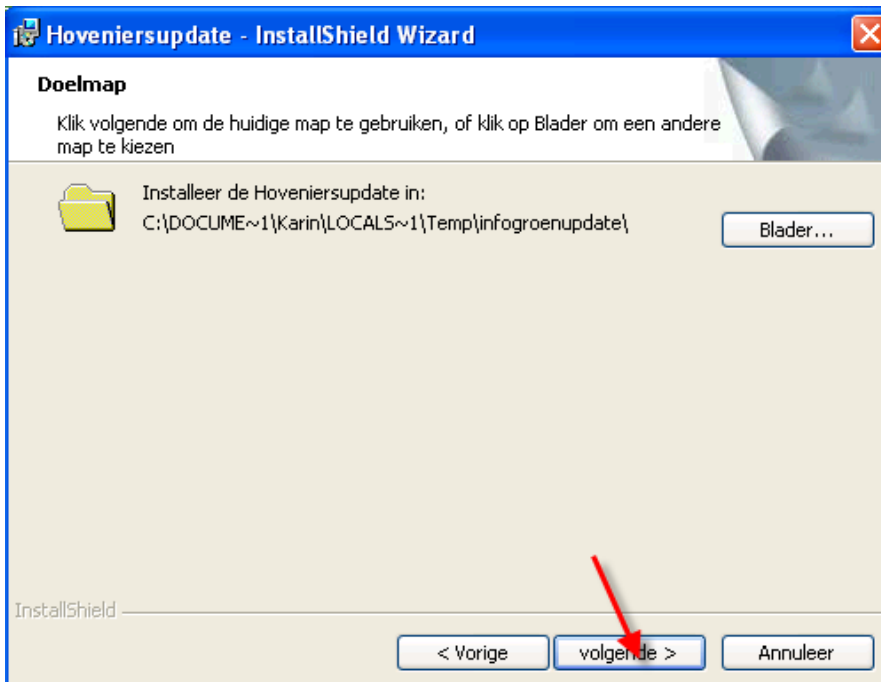 Hoveniersupdate - InstallShield Wizard
Doelmap
Klik volgende om de huidige map te gebruiken, of klik op Blader om een andere
map te kiezen
Installeer de Hoveniersupdate in:
C:\DOCUME~1\Karin\LOCALS~1\Temp\infogroenupdate\
Blader...
InstallShield
< Vorige
volgende >
Annuleer